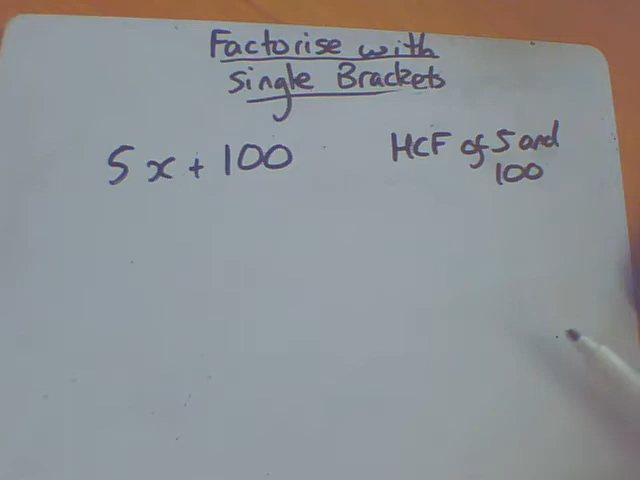 Factorise with
Single Brackets
5x + 100
HCF of 5 and
100